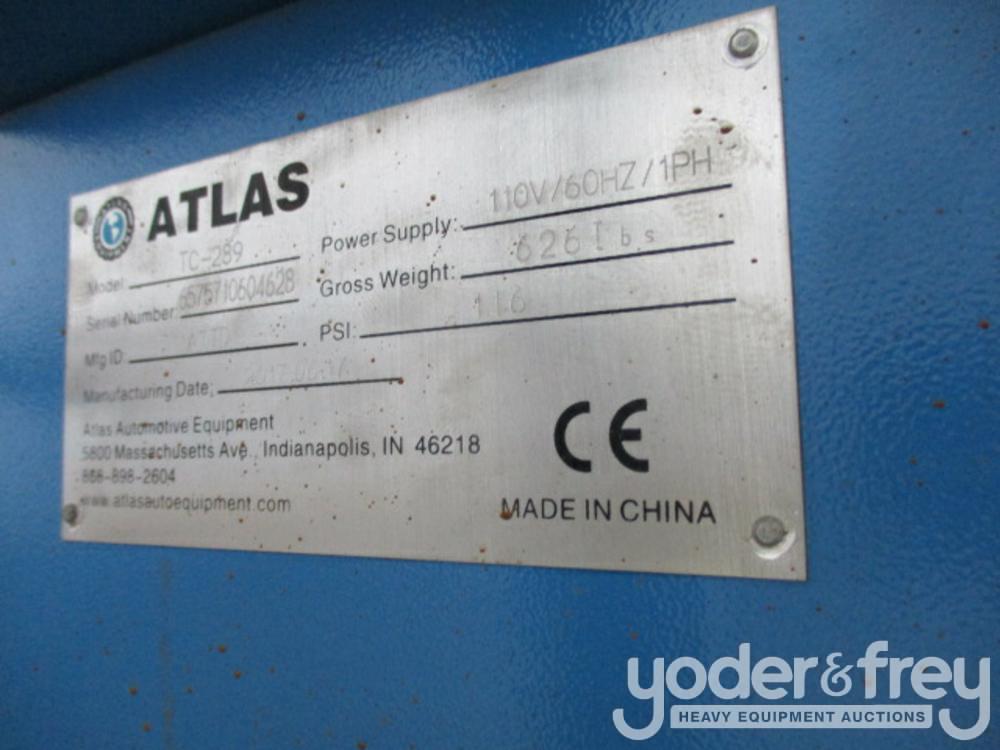 ATLAS
Model: TC-289
Serial Number: 6575710604628
Mfg ID:
Manufacturing Date:
Power Supply: 110V/60HZ/1PH
Gross Weight: 626lbs
PSI: 116
Atlas Automotive Equipment
5800 Massachusetts Ave., Indianapolis, IN 46218
866-898-2604
www.atlasautoequipment.com
CE
MADE IN CHINA
yoder&frey
HEAVY EQUIPMENT AUCTIONS